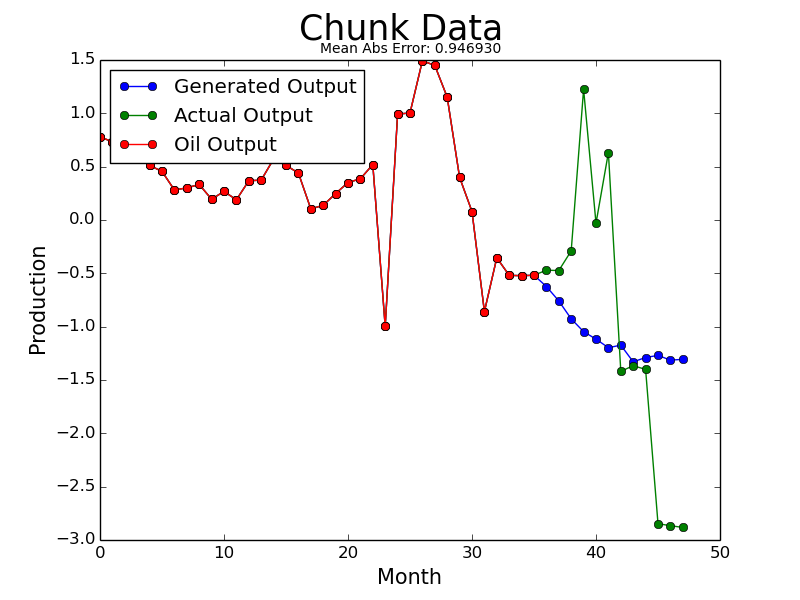 Chunk Data
Mean Abs Error: 0.946930
Generated Output
Actual Output
Oil Output
1.5
1.0
0.5
0.0
−0.5
−1.0
−1.5
−2.0
−2.5
−3.0
Production
0 10 20 30 40 50
Month